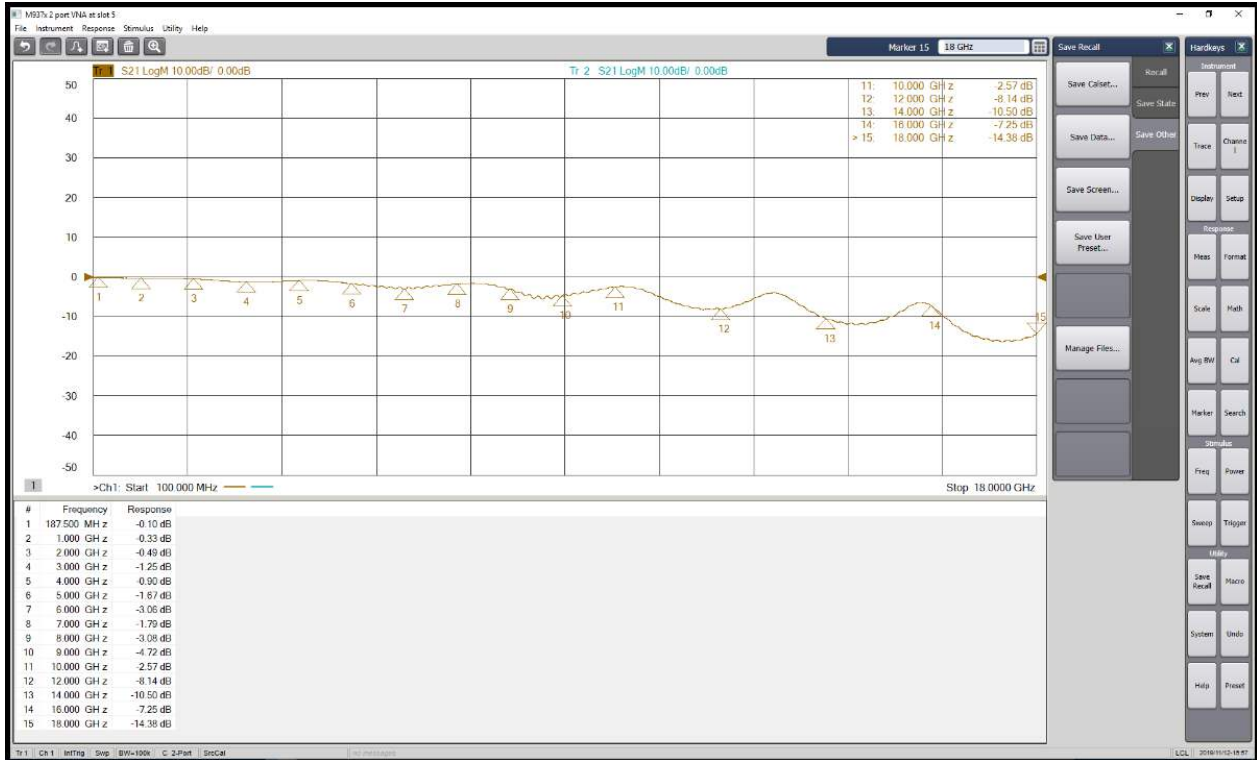 M937x 2 port VNA at slot 5
File Instrument Response Stimulus Utility Help
Marker 15 18 GHz
Save Recall
Hardkeys
Tr 1 S21 LogM 10.00dB/ 0.00dB
Tr 2 S21 LogM 10.00dB/ 0.00dB
11: 10.000 GHz -2.57 dB
12: 12.000 GHz -8.14 dB
13: 14.000 GHz -10.50 dB
14: 16.000 GHz -7.25 dB
> 15: 18.000 GHz -14.38 dB
50
40
30
20
10
0
-10
-20
-30
-40
-50
1 2 3 4 5 6 7 8 9 10 11 12 13 14 15
1
>Ch1: Start 100.000 MHz
Stop 18.0000 GHz
# Frequency Response
1 187.500 MHz -0.10 dB
2 1.000 GHz -0.33 dB
3 2.000 GHz -0.49 dB
4 3.000 GHz -1.25 dB
5 4.000 GHz -0.90 dB
6 5.000 GHz -1.67 dB
7 6.000 GHz -3.06 dB
8 7.000 GHz -1.79 dB
9 8.000 GHz -3.08 dB
10 9.000 GHz -4.72 dB
11 10.000 GHz -2.57 dB
12 12.000 GHz -8.14 dB
13 14.000 GHz -10.50 dB
14 16.000 GHz -7.25 dB
15 18.000 GHz -14.38 dB
Save Calset...
Save Data...
Save Screen...
Save User
Preset...
Manage Files...
Recall
Save State
Save Other
Instrument
Prev Next
Trace Channe
l
Display Setup
Response
Meas Format
Scale Math
Avg BW Cal
Marker Search
Stimulus
Freq Power
Sweep Trigger
Utility
Save
Recall
Macro
System Undo
Help Preset
Tr 1 Ch 1 IntTrig Swp BW=100k C 2-Port SrcCal
no messages
LCL